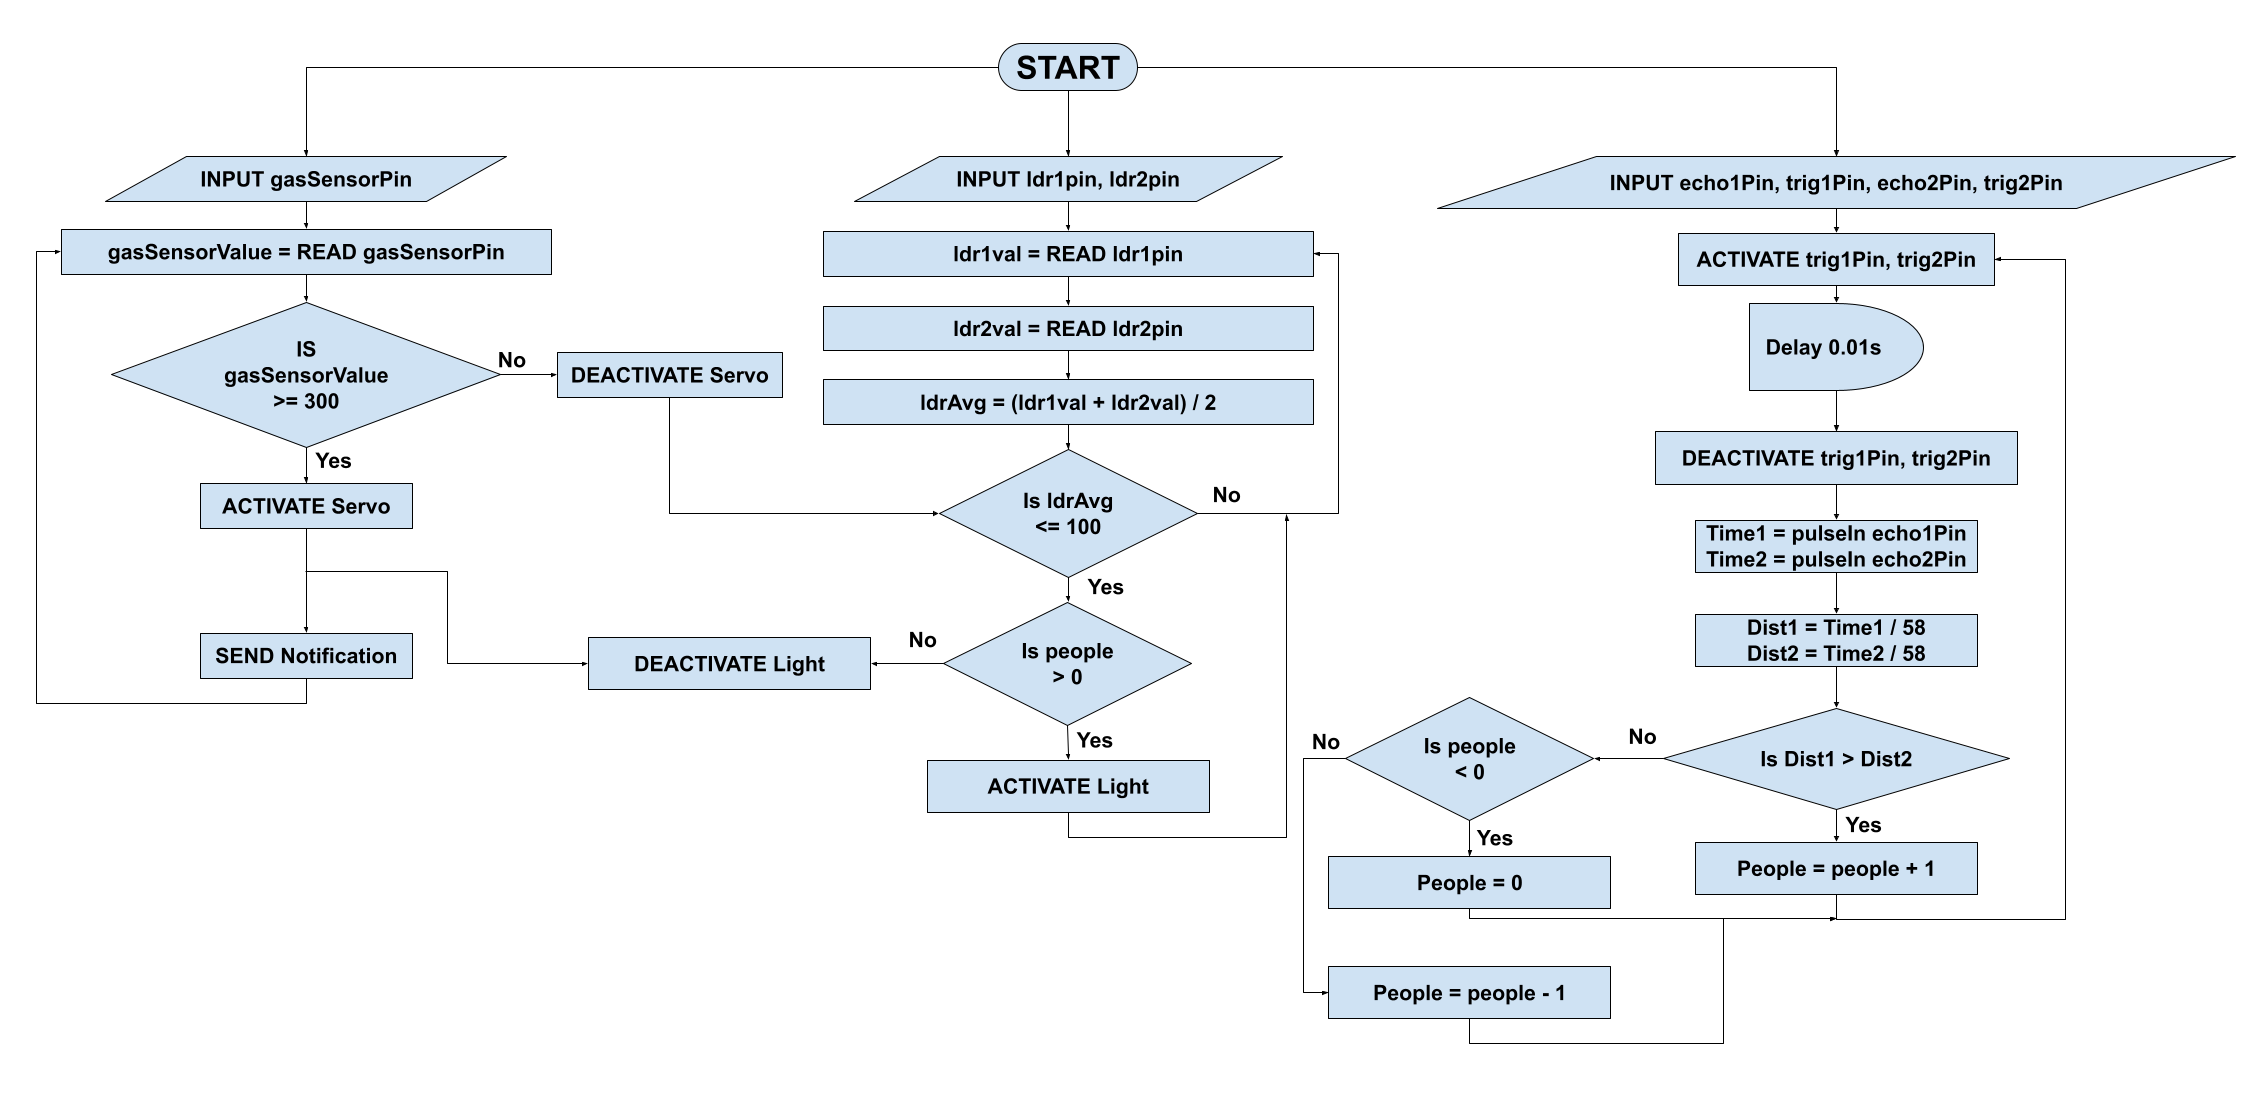 START
INPUT gasSensorPin
gasSensorValue = READ gasSensorPin
IS
gasSensorValue
>= 300
No
DEACTIVATE Servo
Yes
ACTIVATE Servo
SEND Notification
INPUT ldr1pin, ldr2pin
ldr1val = READ ldr1pin
ldr2val = READ ldr2pin
ldrAvg = (ldr1val + ldr2val) / 2
Is ldrAvg
<= 100
No
Yes
Is people
> 0
No
DEACTIVATE Light
Yes
ACTIVATE Light
INPUT echo1Pin, trig1Pin, echo2Pin, trig2Pin
ACTIVATE trig1Pin, trig2Pin
Delay 0.01s
DEACTIVATE trig1Pin, trig2Pin
Time1 = pulseIn echo1Pin
Time2 = pulseIn echo2Pin
Dist1 = Time1 / 58
Dist2 = Time2 / 58
Is Dist1 > Dist2
No
Yes
People = people + 1
Is people
< 0
No
Yes
People = 0
People = people - 1